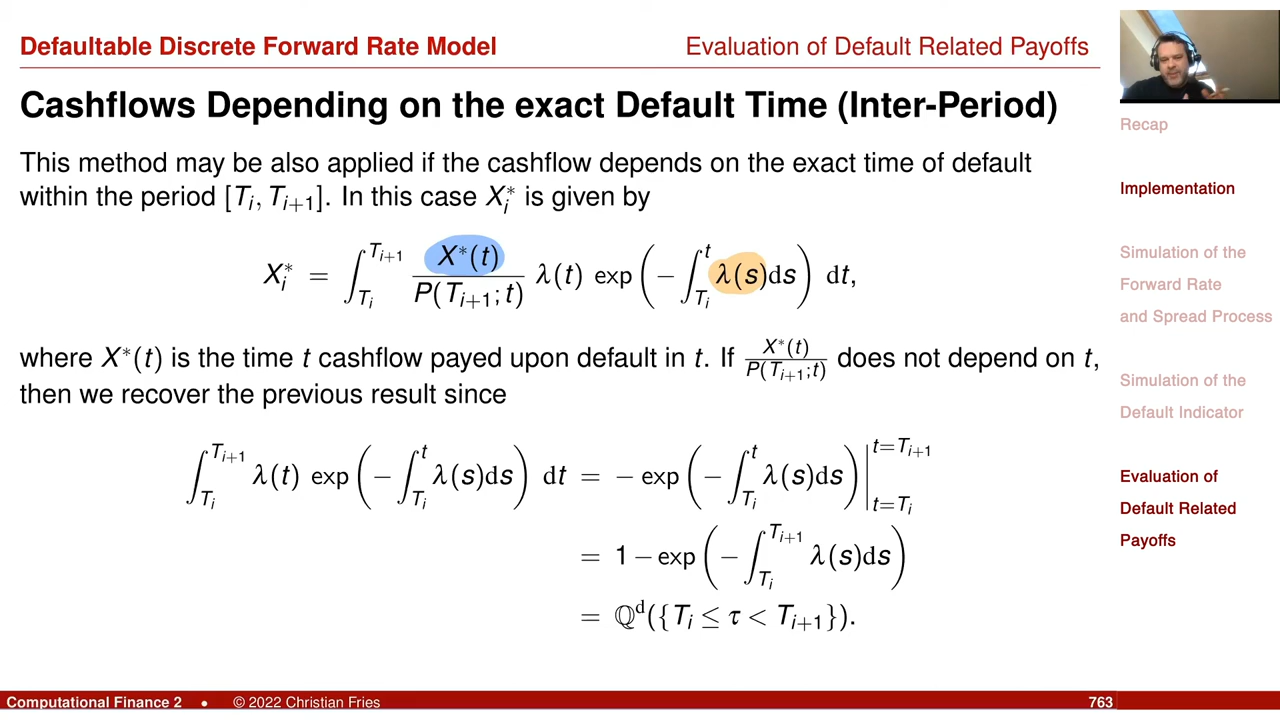 Defaultable Discrete Forward Rate Model
Evaluation of Default Related Payoffs
Cashflows Depending on the exact Default Time (Inter-Period)
This method may be also applied if the cashflow depends on the exact time of default
within the period [T_i, T_{i+1}]. In this case X_i^* is given by
X_i^* = ∫_{T_i}^{T_{i+1}} \frac{X^*(t)}{P(T_{i+1};t)} λ(t) exp(− ∫_{T_i}^{t} λ(s)ds) dt,
where X^*(t) is the time t cashflow payed upon default in t. If \frac{X^*(t)}{P(T_{i+1};t)} does not depend on t,
then we recover the previous result since
∫_{T_i}^{T_{i+1}} λ(t) exp(− ∫_{T_i}^{t} λ(s)ds) dt = − exp(− ∫_{T_i}^{t} λ(s)ds) |_{t=T_i}^{t=T_{i+1}}
= 1 − exp(− ∫_{T_i}^{T_{i+1}} λ(s)ds)
= ℚ^d({T_i ≤ τ < T_{i+1}}).
Recap
Implementation
Simulation of the
Forward Rate
and Spread Process
Simulation of the
Default Indicator
Evaluation of
Default Related
Payoffs
Computational Finance 2 • © 2022 Christian Fries
763